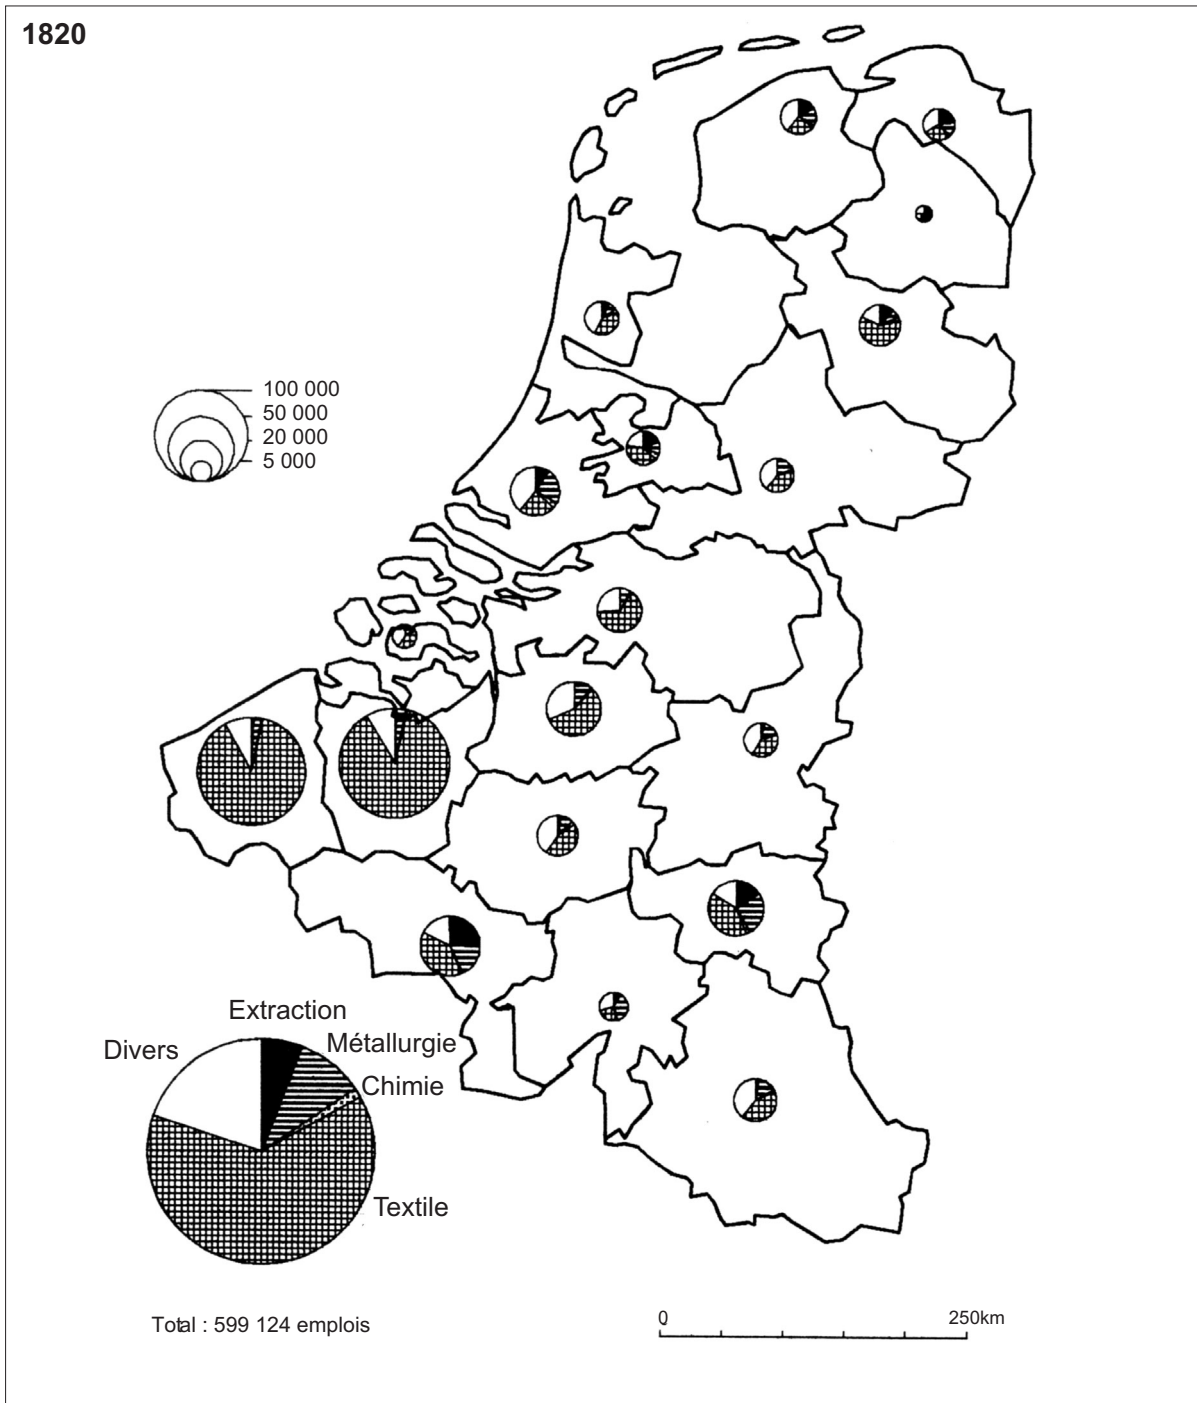 1820
100 000
50 000
20 000
5 000
Extraction
Divers
Métallurgie
Chimie
Textile
Total : 599 124 emplois
0
250km